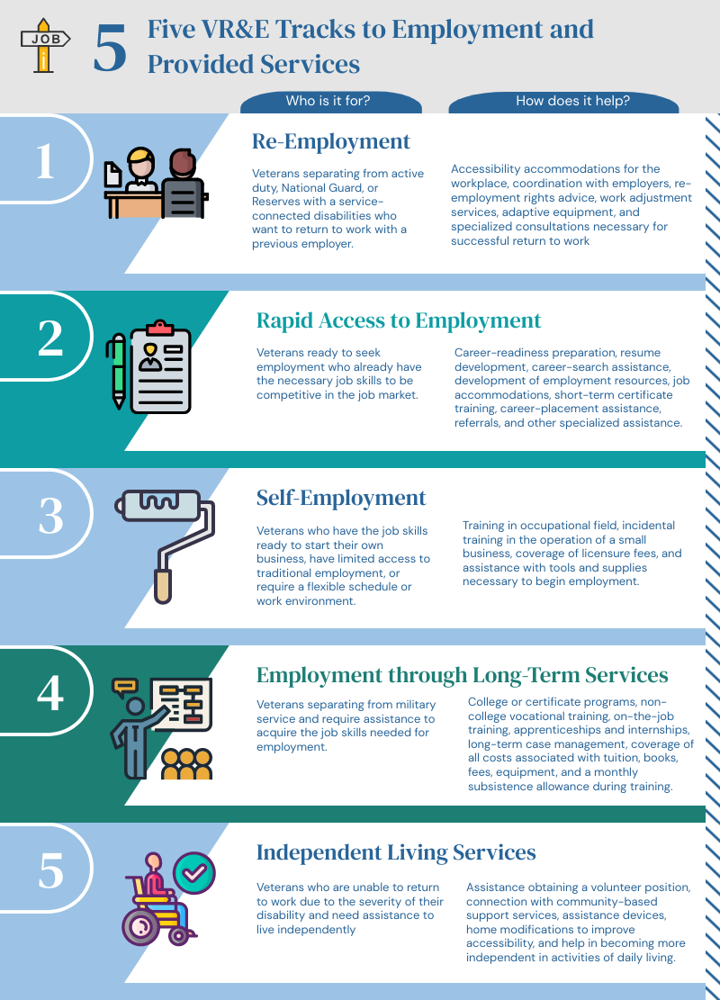 JOB
5
Five VR&E Tracks to Employment and
Provided Services
Who is it for?
How does it help?
1
Re-Employment
Veterans separating from active
duty, National Guard, or
Reserves with a service-
connected disabilities who
want to return to work with a
previous employer.
Accessibility accommodations for the
workplace, coordination with employers, re-
employment rights advice, work adjustment
services, adaptive equipment, and
specialized consultations necessary for
successful return to work
2
Rapid Access to Employment
Veterans ready to seek
employment who already have
the necessary job skills to be
competitive in the job market.
Career-readiness preparation, resume
development, career-search assistance,
development of employment resources, job
accommodations, short-term certificate
training, career-placement assistance,
referrals, and other specialized assistance.
3
Self-Employment
Veterans who have the job skills
ready to start their own
business, have limited access to
traditional employment, or
require a flexible schedule or
work environment.
Training in occupational field, incidental
training in the operation of a small
business, coverage of licensure fees, and
assistance with tools and supplies
necessary to begin employment.
4
Employment through Long-Term Services
Veterans separating from military
service and require assistance to
acquire the job skills needed for
employment.
College or certificate programs, non-
college vocational training, on-the-job
training, apprenticeships and internships,
long-term case management, coverage of
all costs associated with tuition, books,
fees, equipment, and a monthly
subsistence allowance during training.
5
Independent Living Services
Veterans who are unable to return
to work due to the severity of their
disability and need assistance to
live independently
Assistance obtaining a volunteer position,
connection with community-based
support services, assistance devices,
home modifications to improve
accessibility, and help in becoming more
independent in activities of daily living.